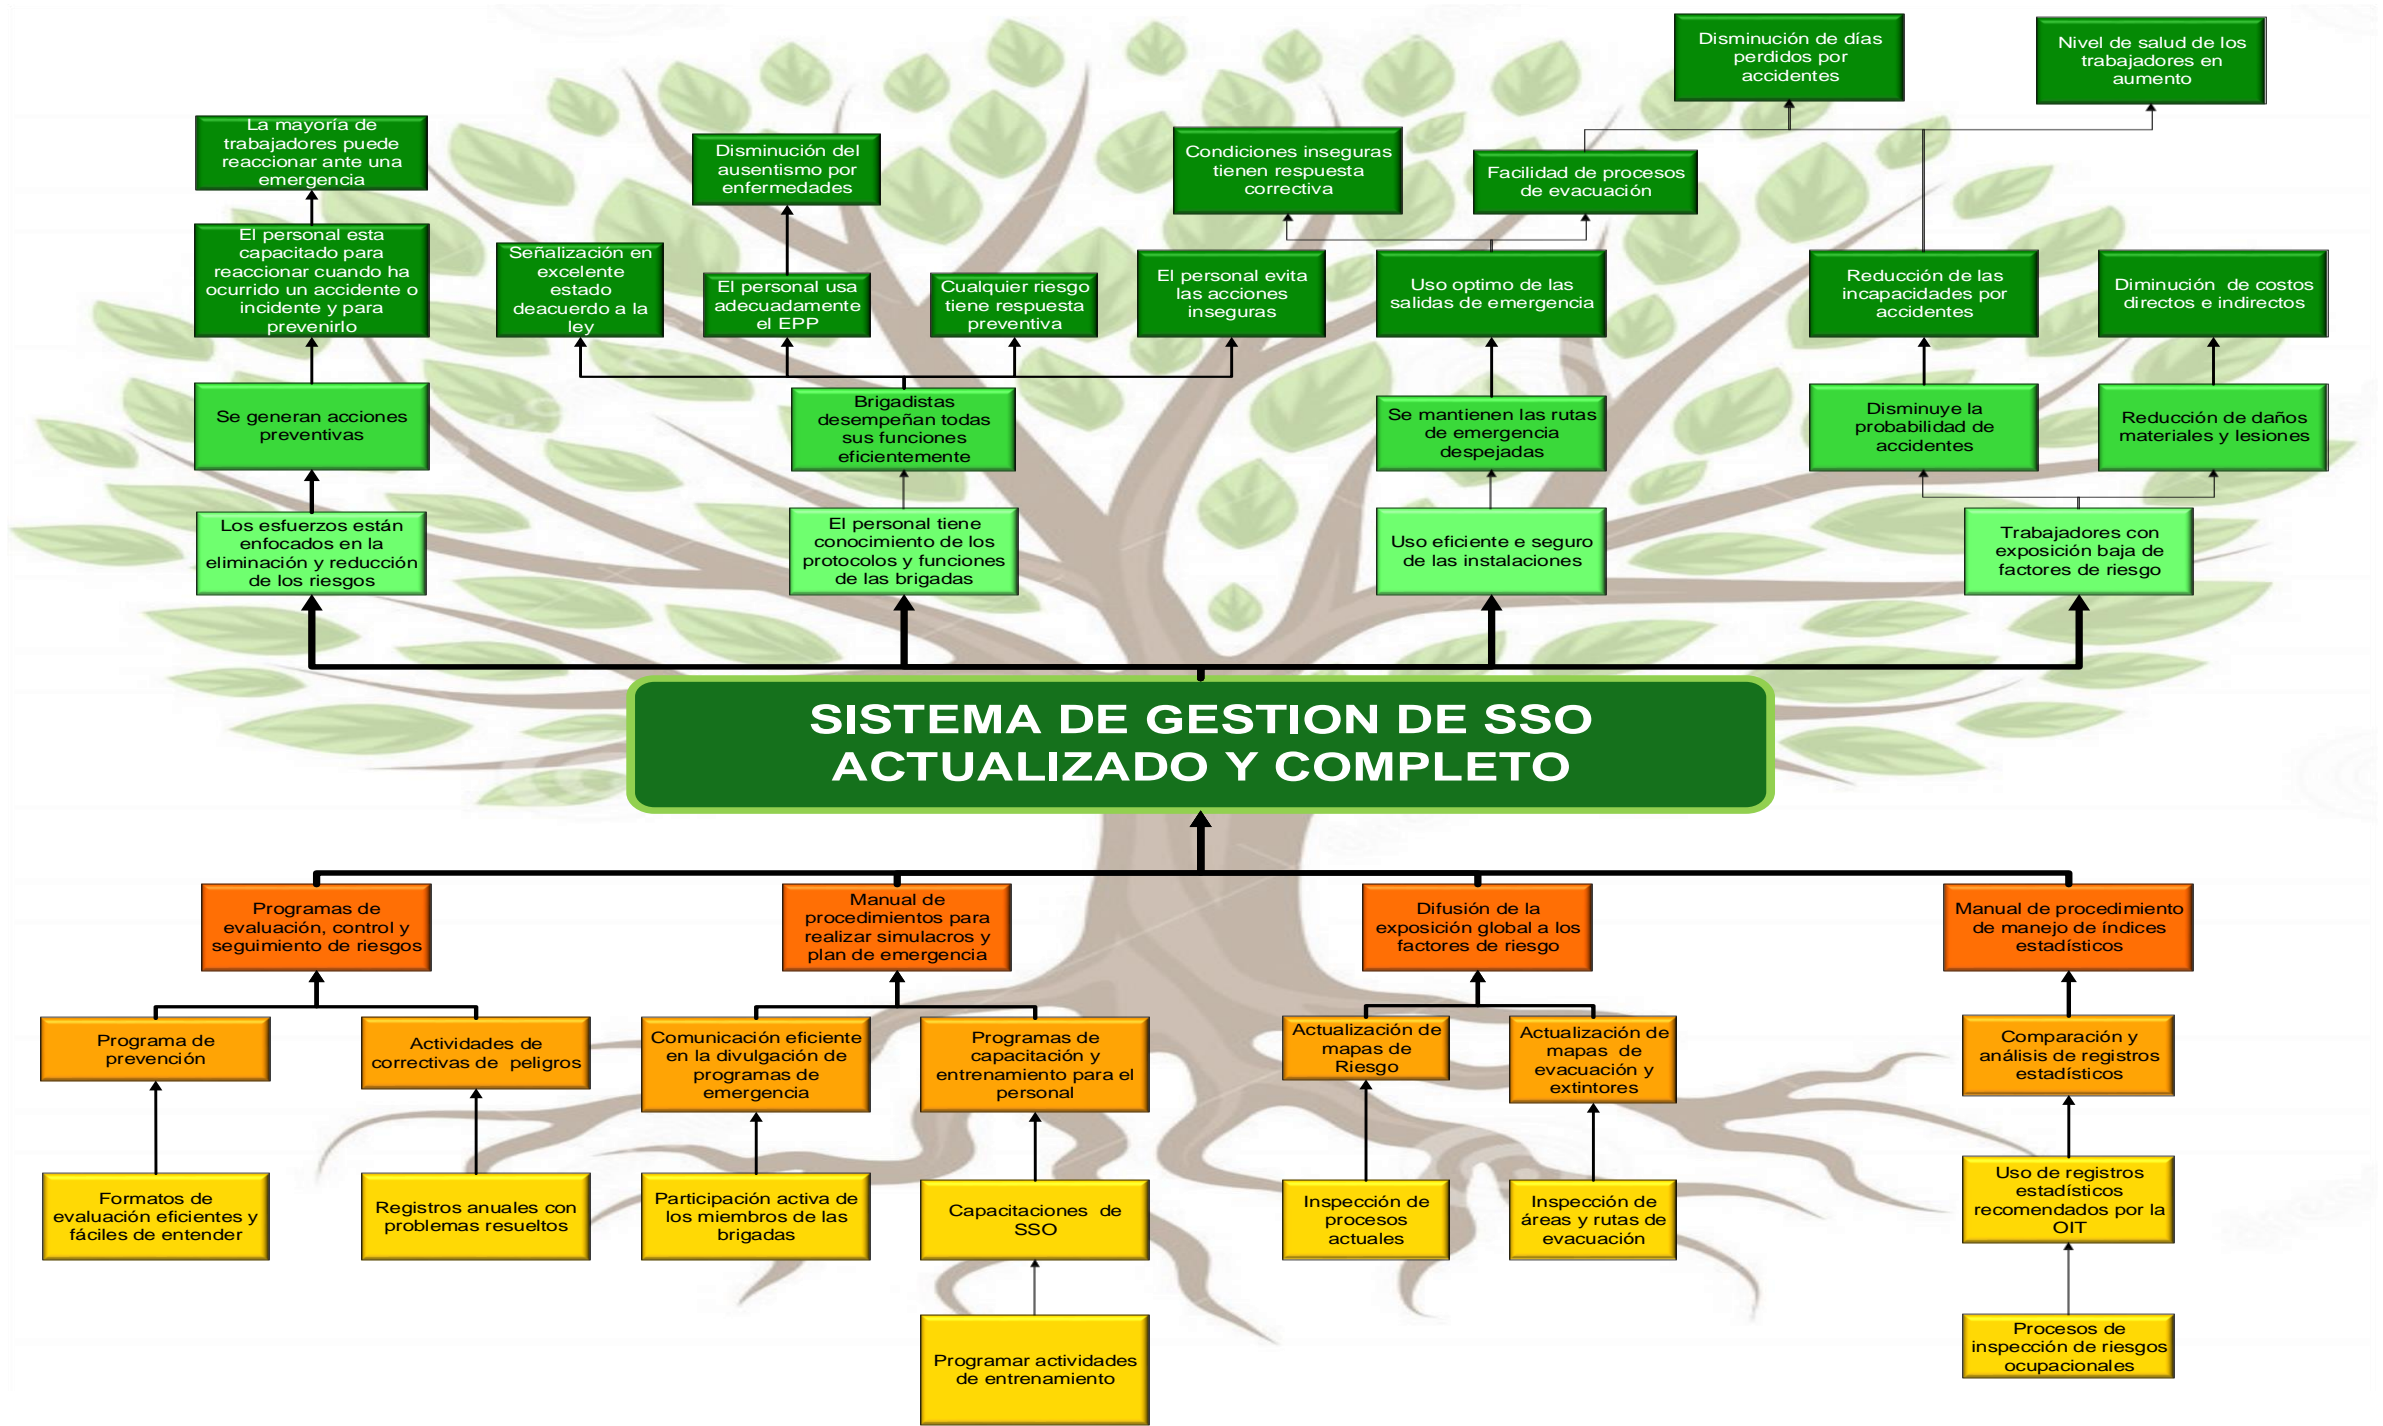 Disminución de días
perdidos por
accidentes
Nivel de salud de los
trabajadores en
aumento
La mayoría de
trabajadores puede
reaccionar ante una
emergencia
Disminución del
ausentismo por
enfermedades
Condiciones inseguras
tienen respuesta
correctiva
Facilidad de procesos
de evacuación
El personal esta
capacitado para
reaccionar cuando ha
ocurrido un accidente o
incidente y para
prevenirlo
Señalización en
excelente
estado
deacuerdo a la
ley
El personal usa
adecuadamente
el EPP
Cualquier riesgo
tiene respuesta
preventiva
El personal evita
las acciones
inseguras
Uso optimo de las
salidas de emergencia
Reducción de las
incapacidades por
accidentes
Diminución de costos
directos e indirectos
Se generan acciones
preventivas
Brigadistas
desempeñan todas
sus funciones
eficientemente
Se mantienen las rutas
de emergencia
despejadas
Disminuye la
probabilidad de
accidentes
Reducción de daños
materiales y lesiones
Los esfuerzos están
enfocados en la
eliminación y reducción
de los riesgos
El personal tiene
conocimiento de los
protocolos y funciones
de las brigadas
Uso eficiente e seguro
de las instalaciones
Trabajadores con
exposición baja de
factores de riesgo
SISTEMA DE GESTION DE SSO
ACTUALIZADO Y COMPLETO
Programas de
evaluación, control y
seguimiento de riesgos
Manual de
procedimientos para
realizar simulacros y
plan de emergencia
Difusión de la
exposición global a los
factores de riesgo
Manual de procedimiento
de manejo de índices
estadísticos
Programa de
prevención
Actividades de
correctivas de peligros
Comunicación eficiente
en la divulgación de
programas de
emergencia
Programas de
capacitación y
entrenamiento para el
personal
Actualización de
mapas de
Riesgo
Actualización de
mapas de
evacuación y
extintores
Comparación y
análisis de registros
estadísticos
Formatos de
evaluación eficientes y
fáciles de entender
Registros anuales con
problemas resueltos
Participación activa de
los miembros de las
brigadas
Capacitaciones de
SSO
Inspección de
procesos
actuales
Inspección de
áreas y rutas de
evacuación
Uso de registros
estadísticos
recomendados por la
OIT
Programar actividades
de entrenamiento
Procesos de
inspección de riesgos
ocupacionales